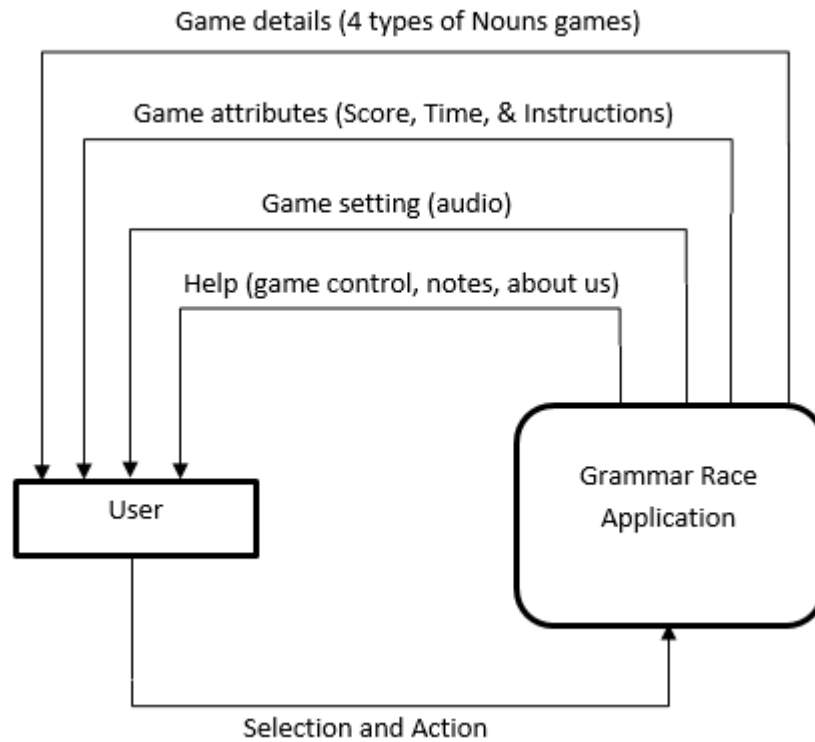 Game details (4 types of Nouns games)
Game attributes (Score, Time, & Instructions)
Game setting (audio)
Help (game control, notes, about us)
Grammar Race
Application
User
Selection and Action